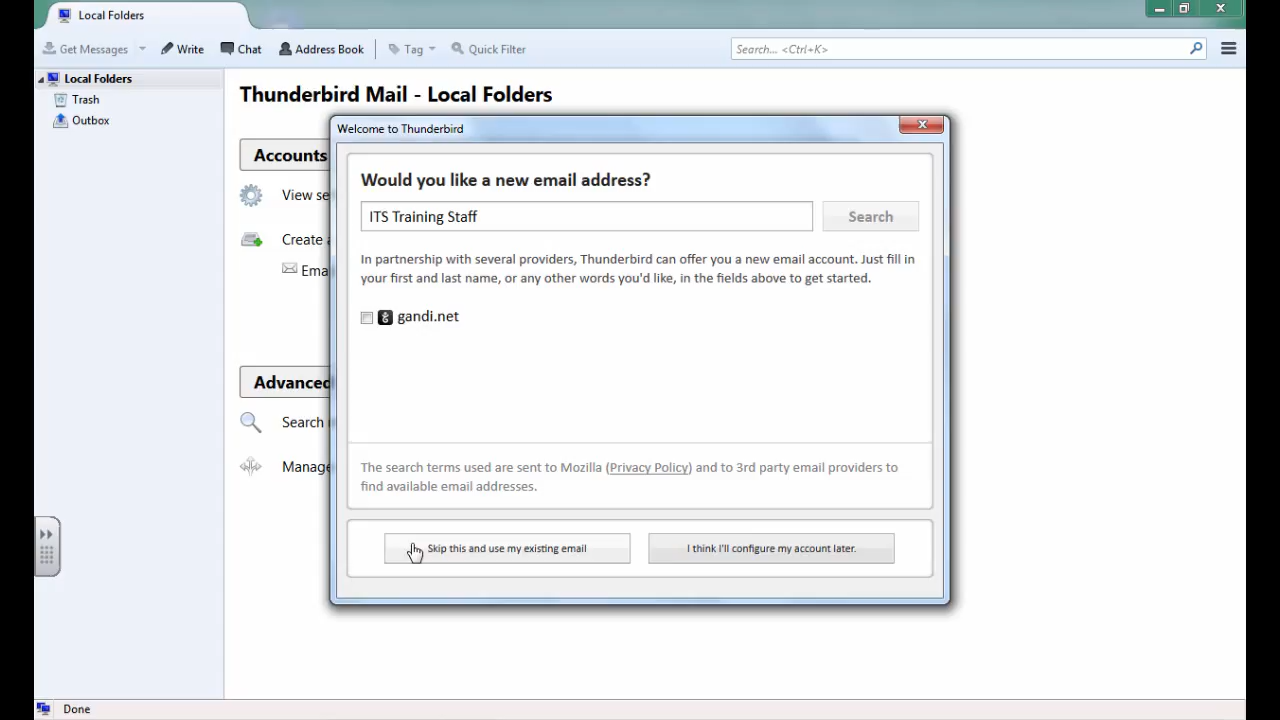 Local Folders
Get Messages Write Chat Address Book Tag Quick Filter Search... <Ctrl+K>
Local Folders
Trash
Outbox
Thunderbird Mail - Local Folders
Accounts
View se
Create a
Ema
Advanced
Search
Manage
Welcome to Thunderbird
Would you like a new email address?
ITS Training Staff Search
In partnership with several providers, Thunderbird can offer you a new email account. Just fill in
your first and last name, or any other words you'd like, in the fields above to get started.
gandi.net
The search terms used are sent to Mozilla (Privacy Policy) and to 3rd party email providers to
find available email addresses.
Skip this and use my existing email I think I'll configure my account later.
Done